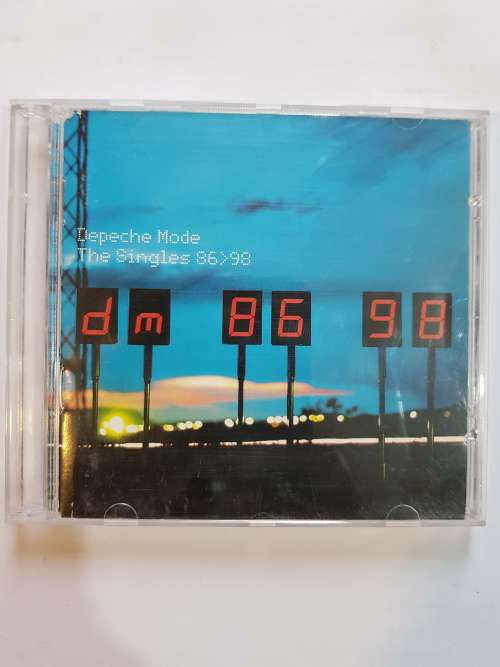 Depeche Mode
The Singles 86>98
dm 86 98